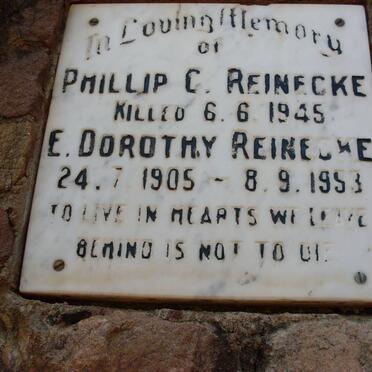 In Loving Memory
of
PHILLIP C. REINECKE
KILLED 6.6.1945
E. DOROTHY REINECKE
24.7.1905 - 8.9.1993
TO LIVE IN HEARTS WE LEAVE
BEHIND IS NOT TO DIE